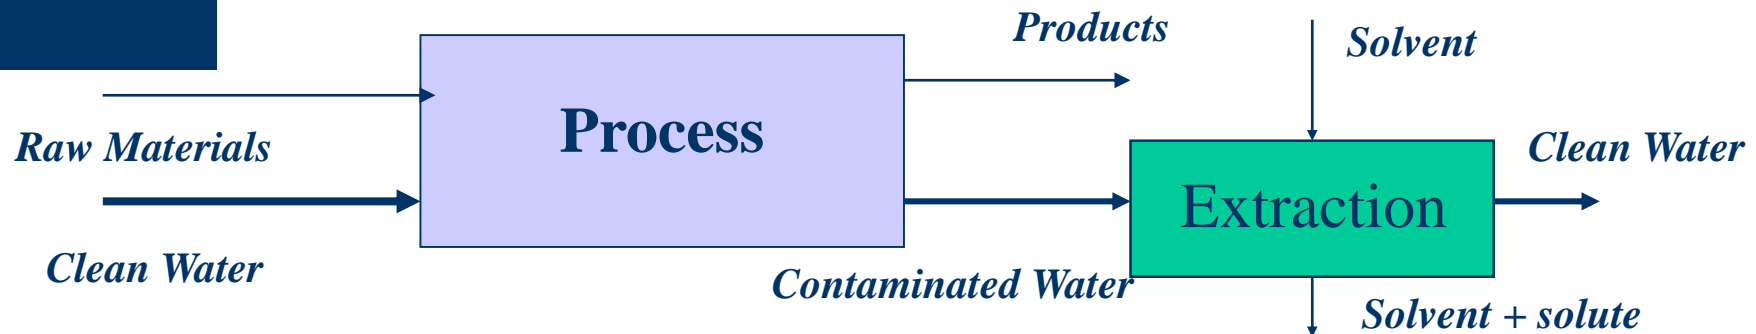 Products
Solvent
Process
Raw Materials
Clean Water
Extraction
Clean Water
Contaminated Water
Solvent + solute